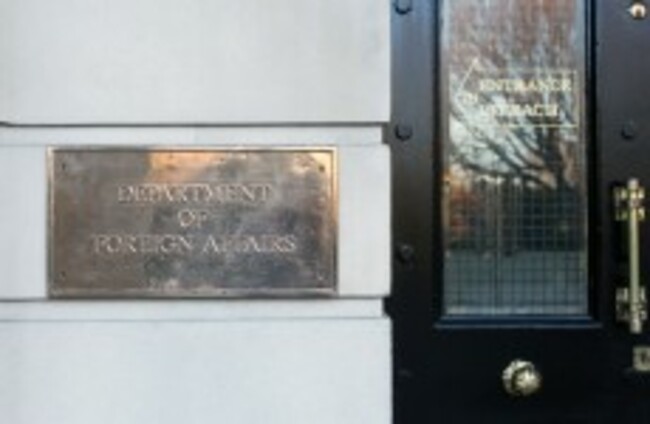 DEPARTMENT
OF
FOREIGN AFFAIRS
ENTRANCE